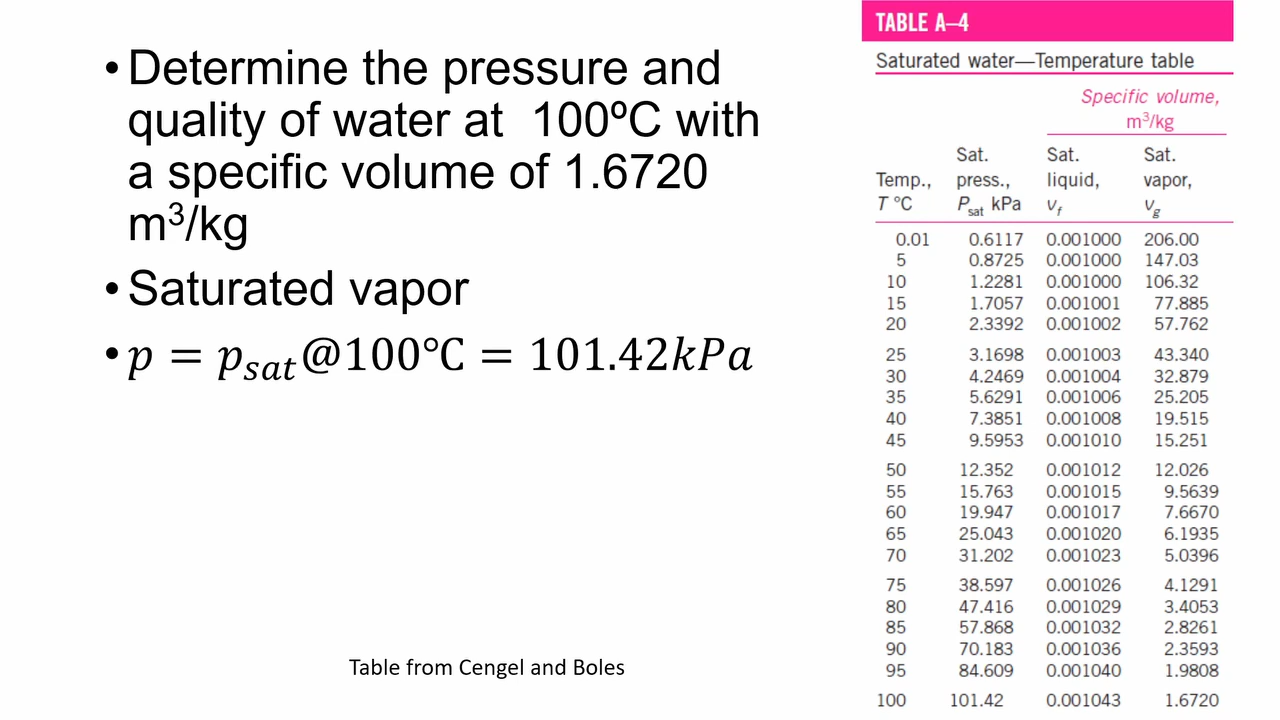 • Determine the pressure and
quality of water at  100ºC with
a specific volume of 1.6720
m³/kg
• Saturated vapor
• p = p_sat@100℃ = 101.42kPa
Table from Cengel and Boles
TABLE A–4
Saturated water—Temperature table
Specific volume,
m³/kg
Sat. Sat. Sat.
Temp., press., liquid, vapor,
T °C P_sat kPa v_f v_g
0.01 0.6117 0.001000 206.00
5 0.8725 0.001000 147.03
10 1.2281 0.001000 106.32
15 1.7057 0.001001 77.885
20 2.3392 0.001002 57.762
25 3.1698 0.001003 43.340
30 4.2469 0.001004 32.879
35 5.6291 0.001006 25.205
40 7.3851 0.001008 19.515
45 9.5953 0.001010 15.251
50 12.352 0.001012 12.026
55 15.763 0.001015 9.5639
60 19.947 0.001017 7.6670
65 25.043 0.001020 6.1935
70 31.202 0.001023 5.0396
75 38.597 0.001026 4.1291
80 47.416 0.001029 3.4053
85 57.868 0.001032 2.8261
90 70.183 0.001036 2.3593
95 84.609 0.001040 1.9808
100 101.42 0.001043 1.6720